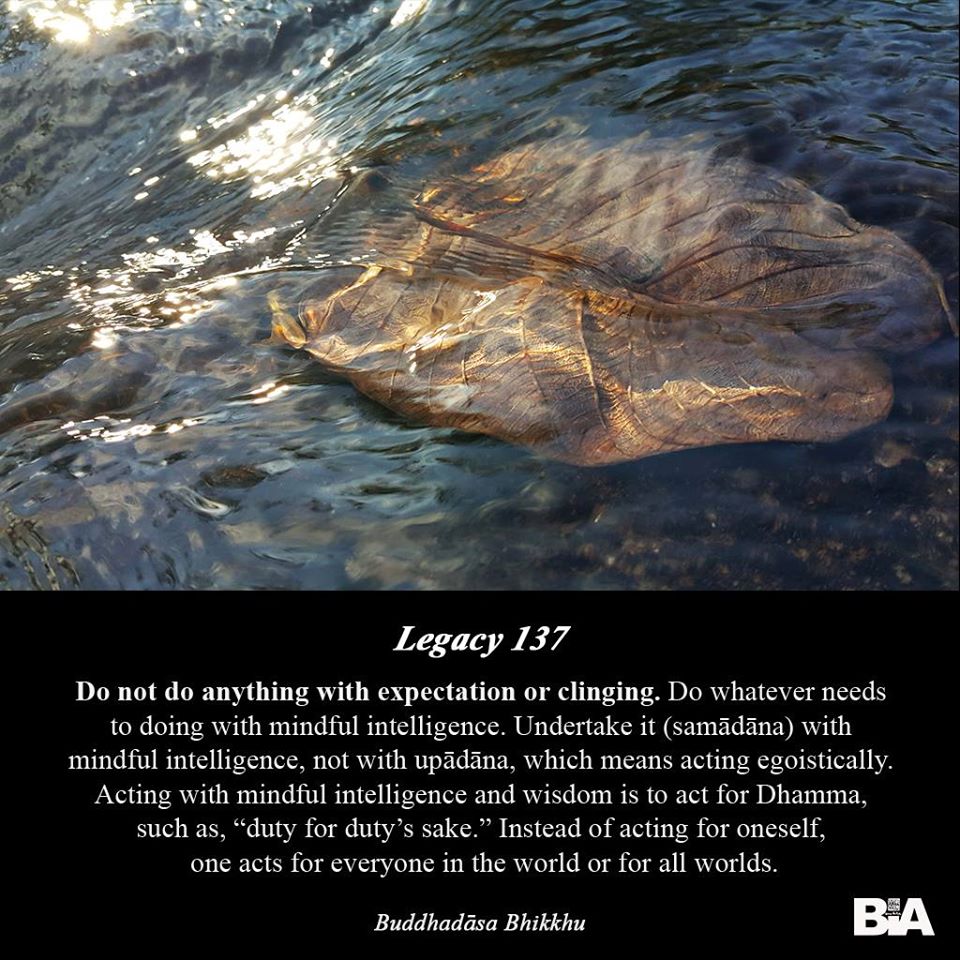 Legacy 137
Do not do anything with expectation or clinging. Do whatever needs
to doing with mindful intelligence. Undertake it (samādāna) with
mindful intelligence, not with upādāna, which means acting egoistically.
Acting with mindful intelligence and wisdom is to act for Dhamma,
such as, “duty for duty’s sake.” Instead of acting for oneself,
one acts for everyone in the world or for all worlds.
Buddhadāsa Bhikkhu
BIA